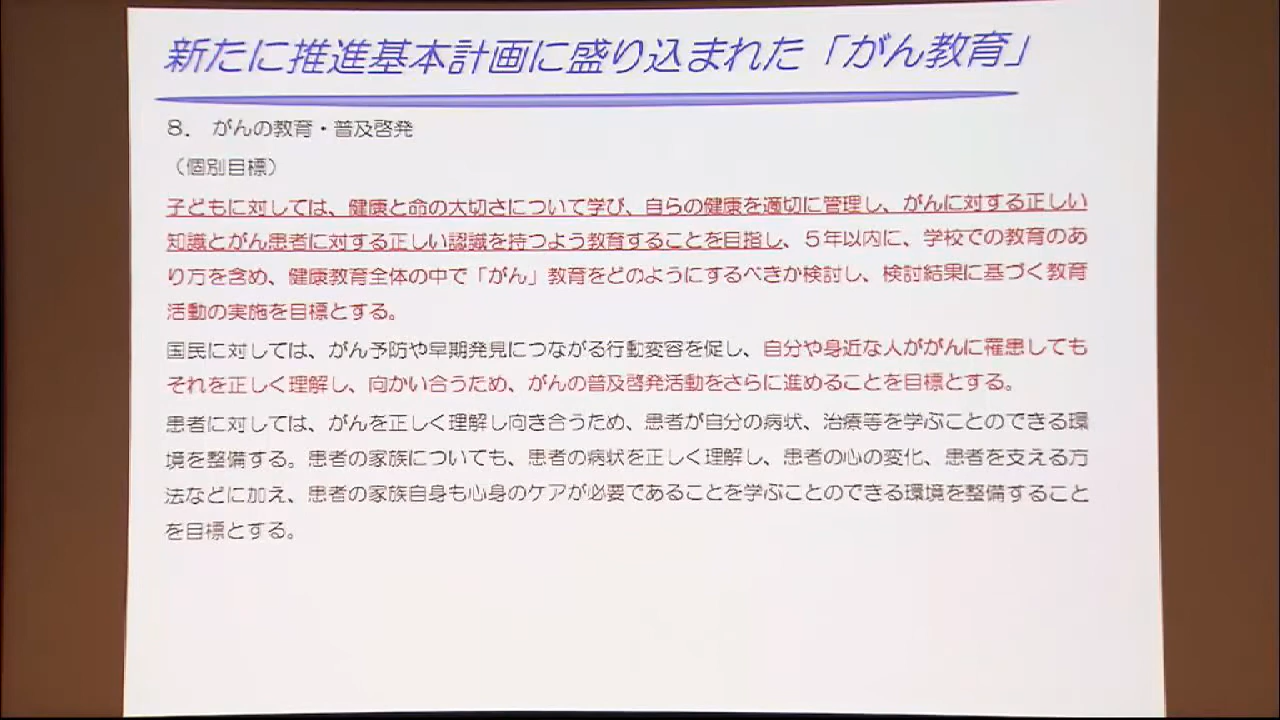 新たに推進基本計画に盛り込まれた「がん教育」
８． がんの教育・普及啓発
（個別目標）
子どもに対しては、健康と命の大切さについて学び、自らの健康を適切に管理し、がんに対する正しい
知識とがん患者に対する正しい認識を持つよう教育することを目指し、５年以内に、学校での教育のあ
り方を含め、健康教育全体の中で「がん」教育をどのようにするべきか検討し、検討結果に基づく教育
活動の実施を目標とする。
国民に対しては、がん予防や早期発見につながる行動変容を促し、自分や身近な人ががんに罹患しても
それを正しく理解し、向かい合うため、がんの普及啓発活動をさらに進めることを目標とする。
患者に対しては、がんを正しく理解し向き合うため、患者が自分の病状、治療等を学ぶことのできる環
境を整備する。患者の家族についても、患者の病状を正しく理解し、患者の心の変化、患者を支える方
法などに加え、患者の家族自身も心身のケアが必要であることを学ぶことのできる環境を整備すること
を目標とする。